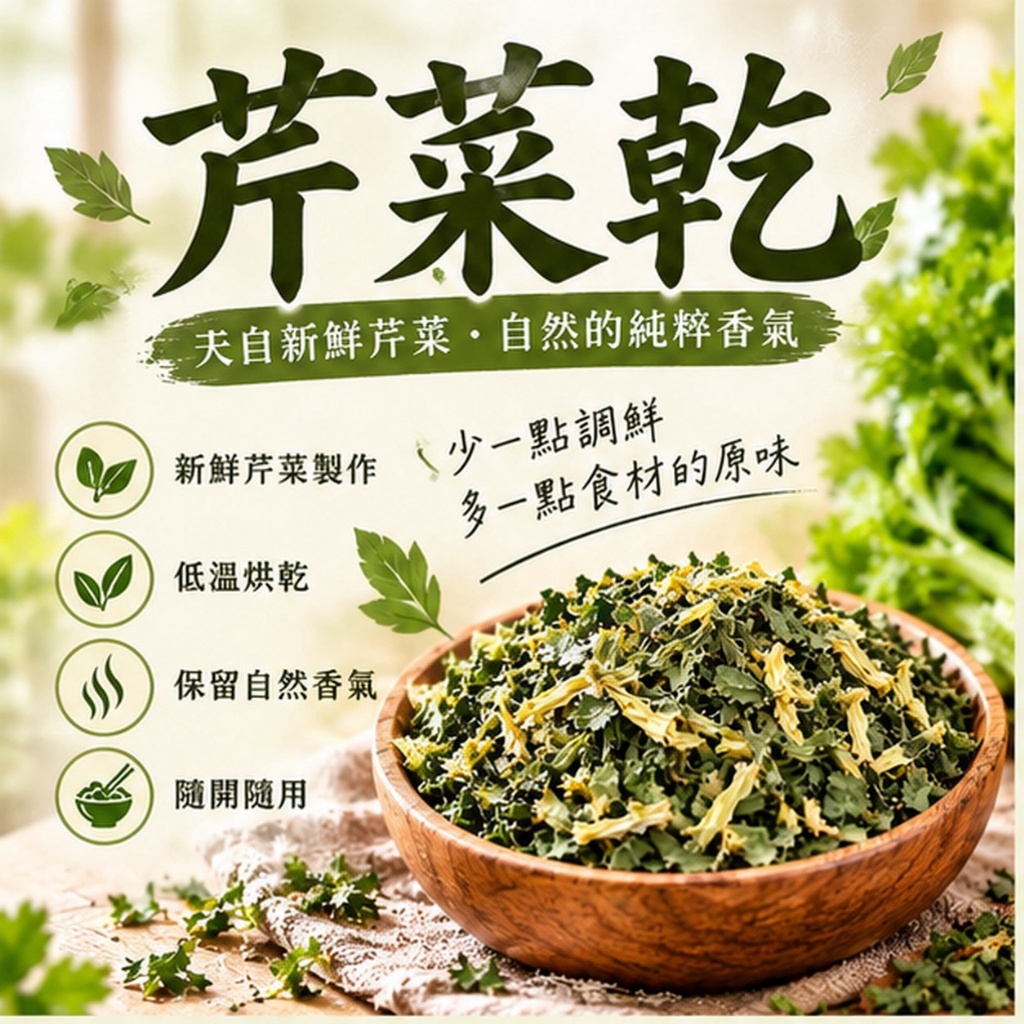 芹菜乾
夫自新鮮芹菜・自然的純粹香氣
少一點調鮮
多一點食材的原味
新鮮芹菜製作
低溫烘乾
保留自然香氣
隨開隨用